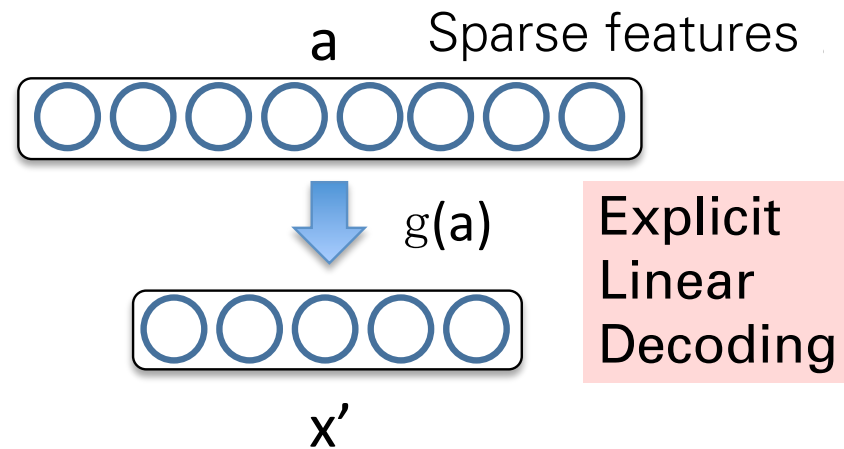 a
Sparse features
g(a)
Explicit
Linear
Decoding
x’